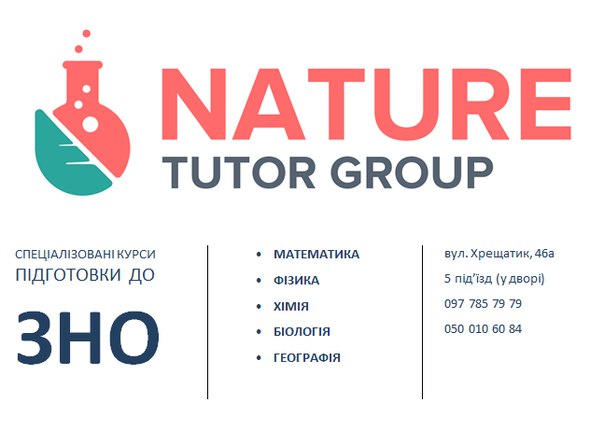 NATURE
TUTOR GROUP
СПЕЦІАЛІЗОВАНІ КУРСИ
ПІДГОТОВКИ ДО
ЗНО
• МАТЕМАТИКА
• ФІЗИКА
• ХІМІЯ
• БІОЛОГІЯ
• ГЕОГРАФІЯ
вул. Хрещатик, 46а
5 під’їзд (у дворі)
097 785 79 79
050 010 60 84